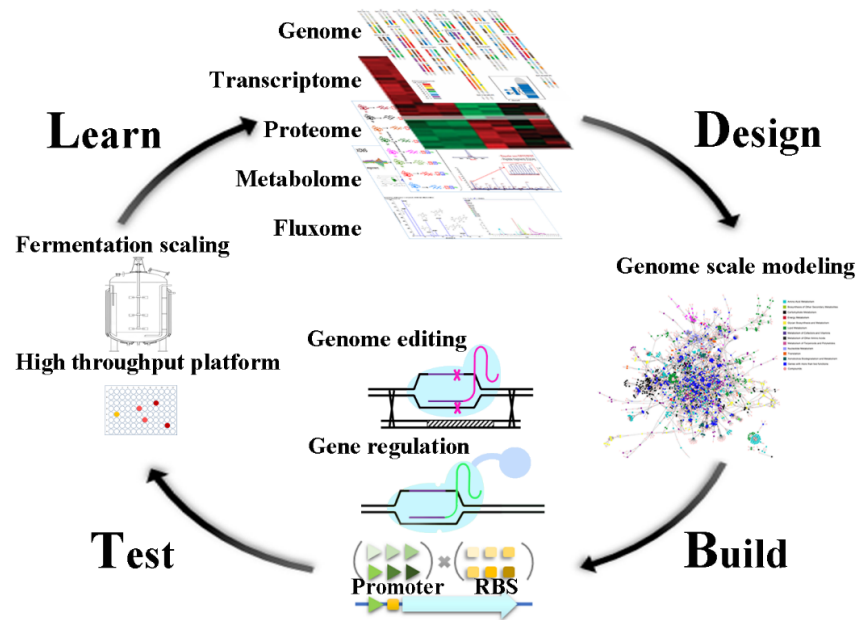 Genome
Transcriptome
Proteome
Metabolome
Fluxome
Learn
Design
Fermentation scaling
High throughput platform
Genome scale modeling
Genome editing
Gene regulation
Promoter
RBS
Test
Build